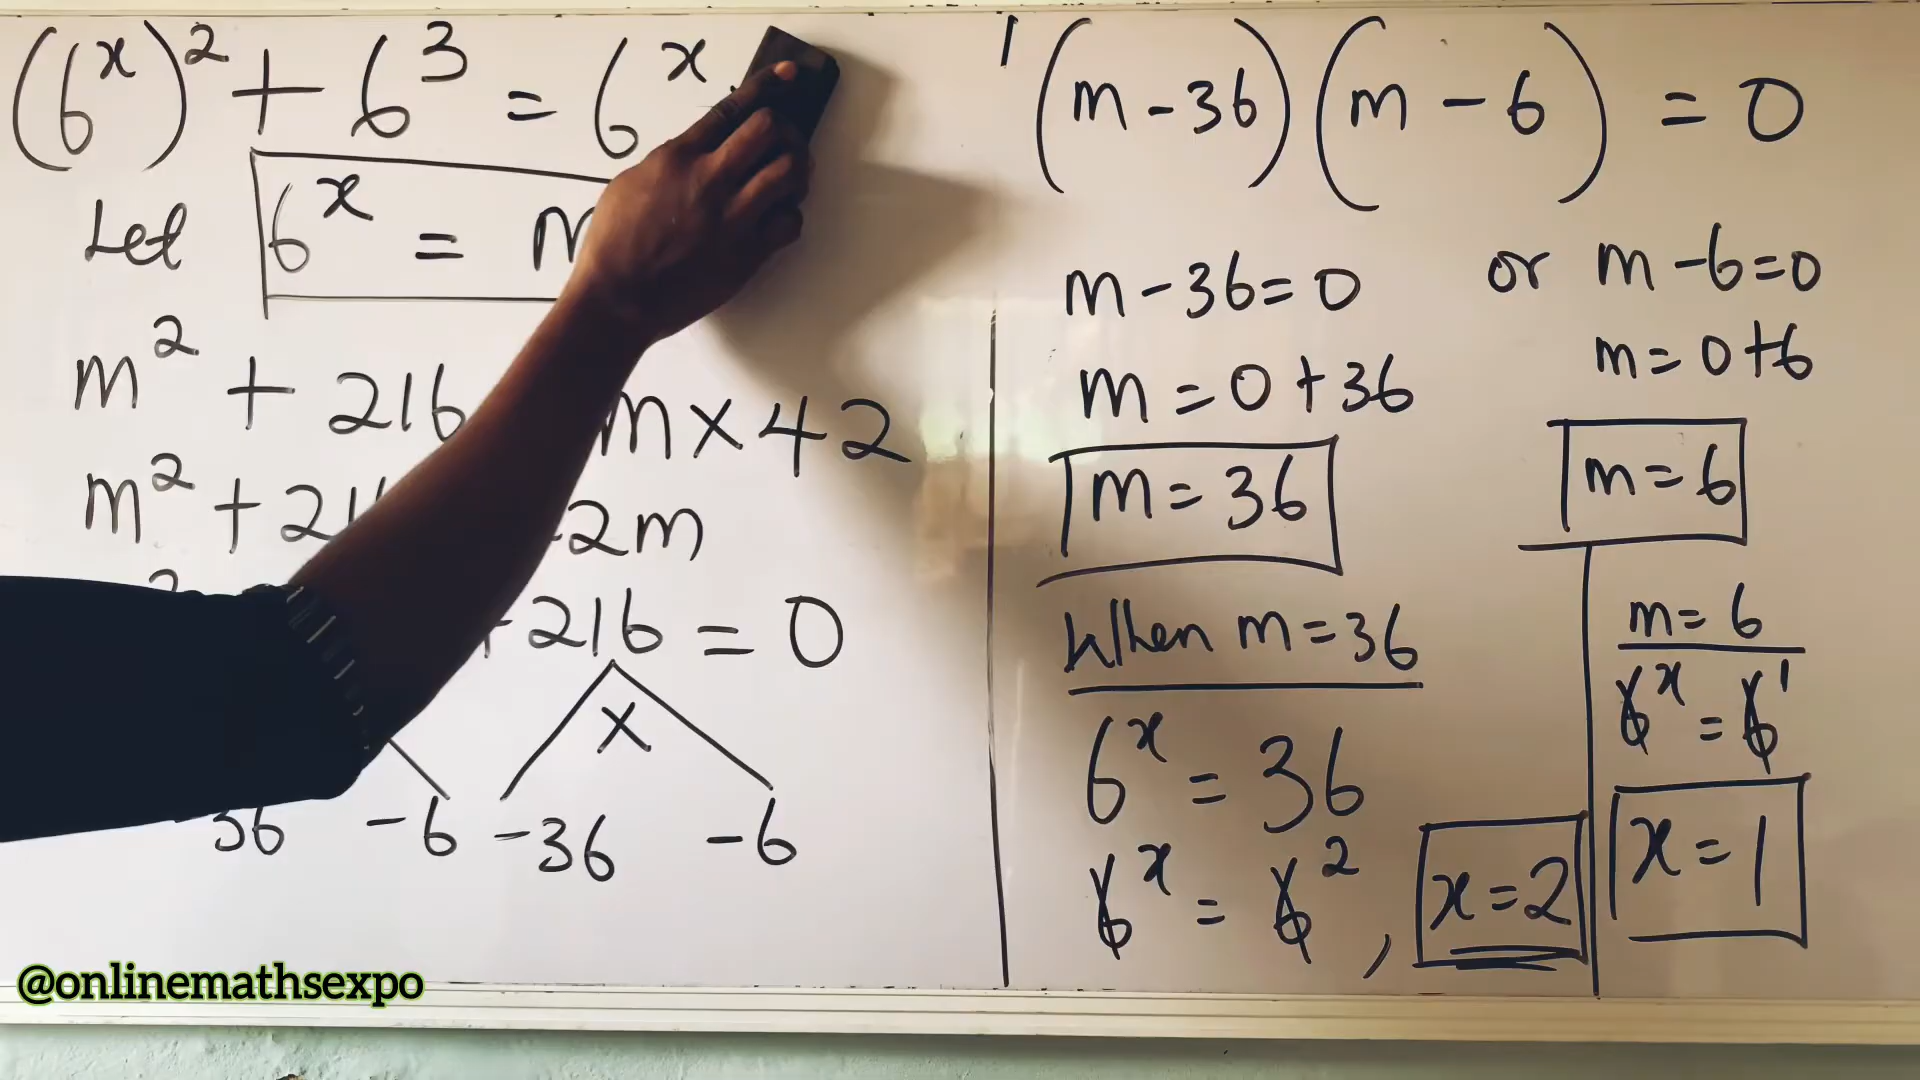 (6^x)^2 + 6^3 = 6^x
Let 6^x = m
m^2 + 216 m × 42
m^2 + 21 2m
+ 216 = 0
×
36 -6 -36 -6
(m - 36)(m - 6) = 0
m - 36 = 0 or m - 6 = 0
m = 0 + 36 m = 0 + 6
m = 36 m = 6
When m = 36 m = 6
6^x = 36 6^x = 6^1
6^x = 6^2 , x = 2 x = 1
@onlinemathsexpo